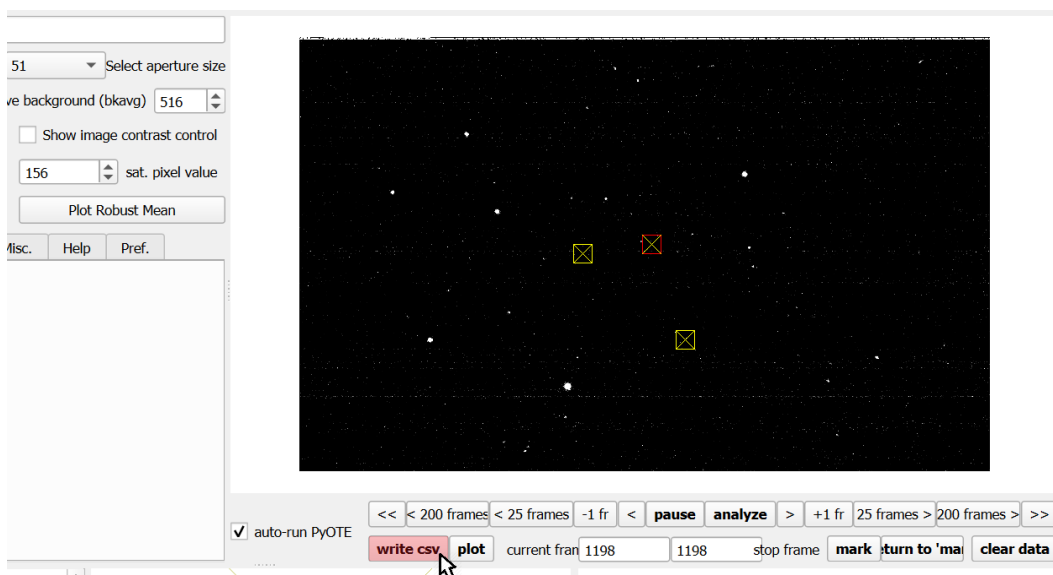 51 Select aperture size
ve background (bkavg) 516
Show image contrast control
156 sat. pixel value
Plot Robust Mean
Misc. Help Pref.
<< < 200 frames < 25 frames -1 fr < pause analyze > +1 fr 25 frames > 200 frames > >>
auto-run PyOTE
write csv plot current fran 1198 1198 stop frame mark eturn to 'mar clear data